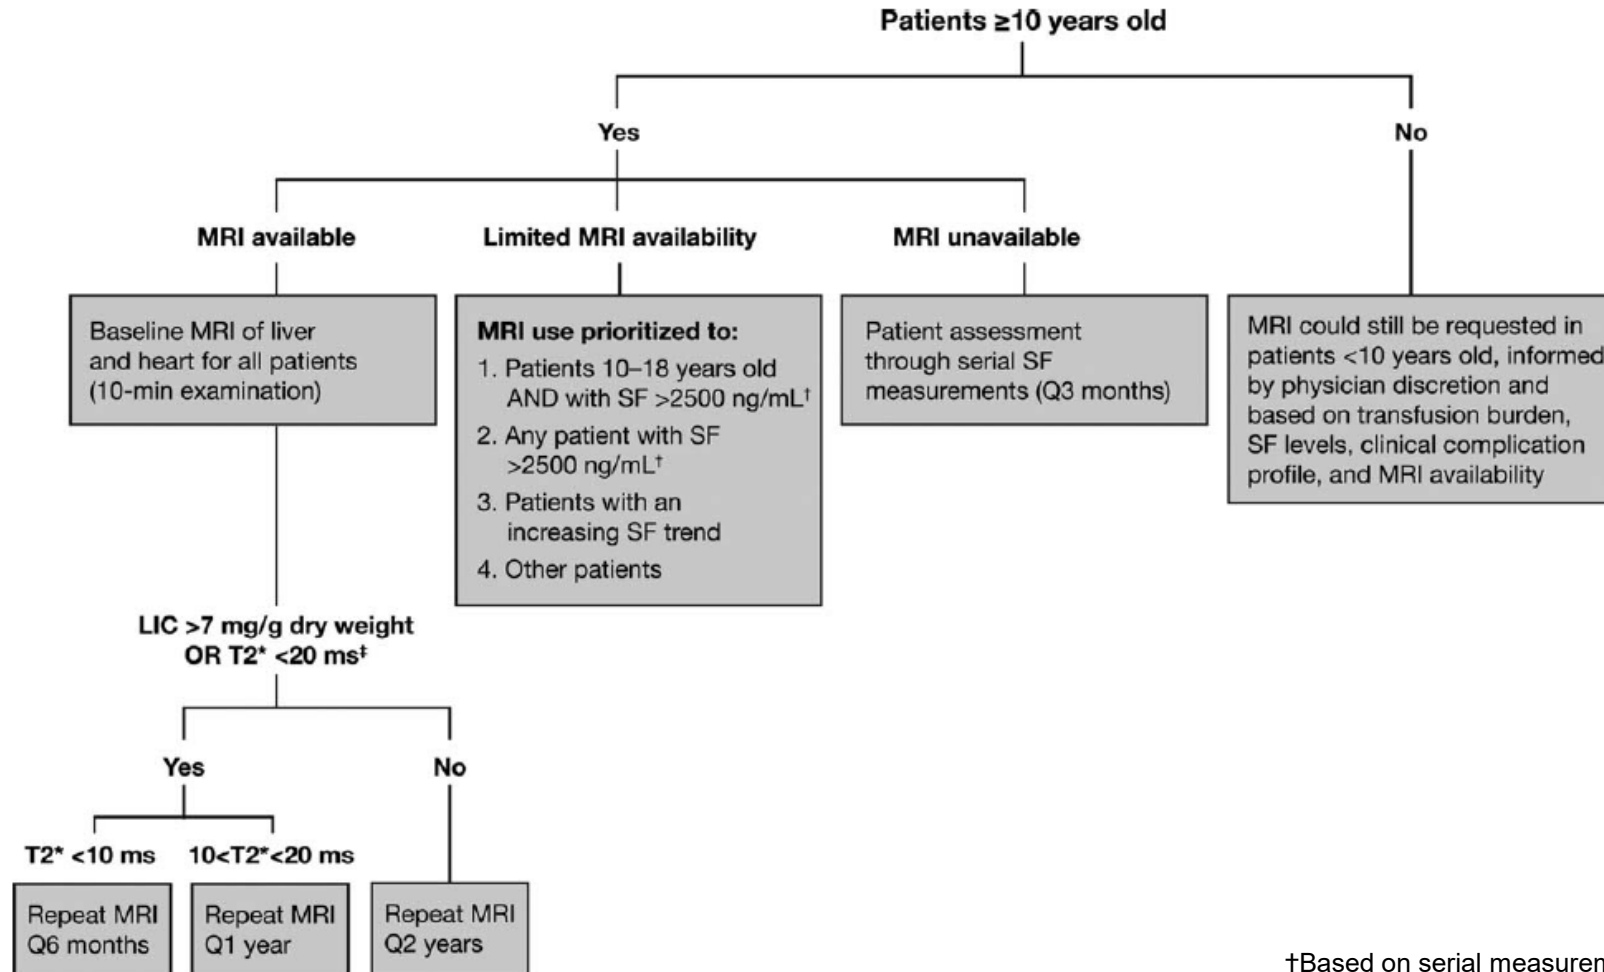 Patients ≥10 years old
Yes
No
MRI available
Limited MRI availability
MRI unavailable
Baseline MRI of liver
and heart for all patients
(10-min examination)
MRI use prioritized to:
1. Patients 10–18 years old
AND with SF >2500 ng/mL†
2. Any patient with SF
>2500 ng/mL†
3. Patients with an
increasing SF trend
4. Other patients
Patient assessment
through serial SF
measurements (Q3 months)
MRI could still be requested in
patients <10 years old, informed
by physician discretion and
based on transfusion burden,
SF levels, clinical complication
profile, and MRI availability
LIC >7 mg/g dry weight
OR T2* <20 ms‡
Yes
No
T2* <10 ms
10<T2*<20 ms
Repeat MRI
Q6 months
Repeat MRI
Q1 year
Repeat MRI
Q2 years
†Based on serial